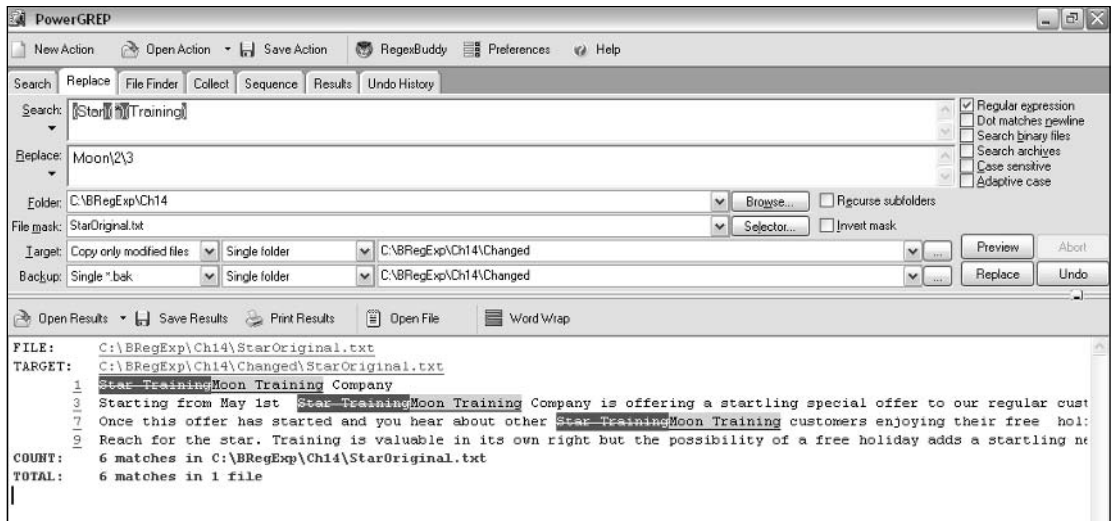 PowerGREP
New Action Open Action Save Action RegexBuddy Preferences Help
Search Replace File Finder Collect Sequence Results Undo History
Search: (Star)( *)(Training)
Regular expression
Dot matches newline
Search binary files
Search archives
Case sensitive
Adaptive case
Replace: Moon\2\3
Folder: C:\BRegExp\Ch14 Browse... Recurse subfolders
File mask: StarOriginal.txt Selector... Invert mask
Target: Copy only modified files Single folder C:\BRegExp\Ch14\Changed ... Preview Abort
Backup: Single *.bak Single folder C:\BRegExp\Ch14\Changed ... Replace Undo
Open Results Save Results Print Results Open File Word Wrap
FILE: C:\BRegExp\Ch14\StarOriginal.txt
TARGET: C:\BRegExp\Ch14\Changed\StarOriginal.txt
1 Star TrainingMoon Training Company
3 Starting from May 1st Star TrainingMoon Training Company is offering a startling special offer to our regular cust
7 Once this offer has started and you hear about other Star TrainingMoon Training customers enjoying their free hol:
9 Reach for the star. Training is valuable in its own right but the possibility of a free holiday adds a startling ne
COUNT: 6 matches in C:\BRegExp\Ch14\StarOriginal.txt
TOTAL: 6 matches in 1 file